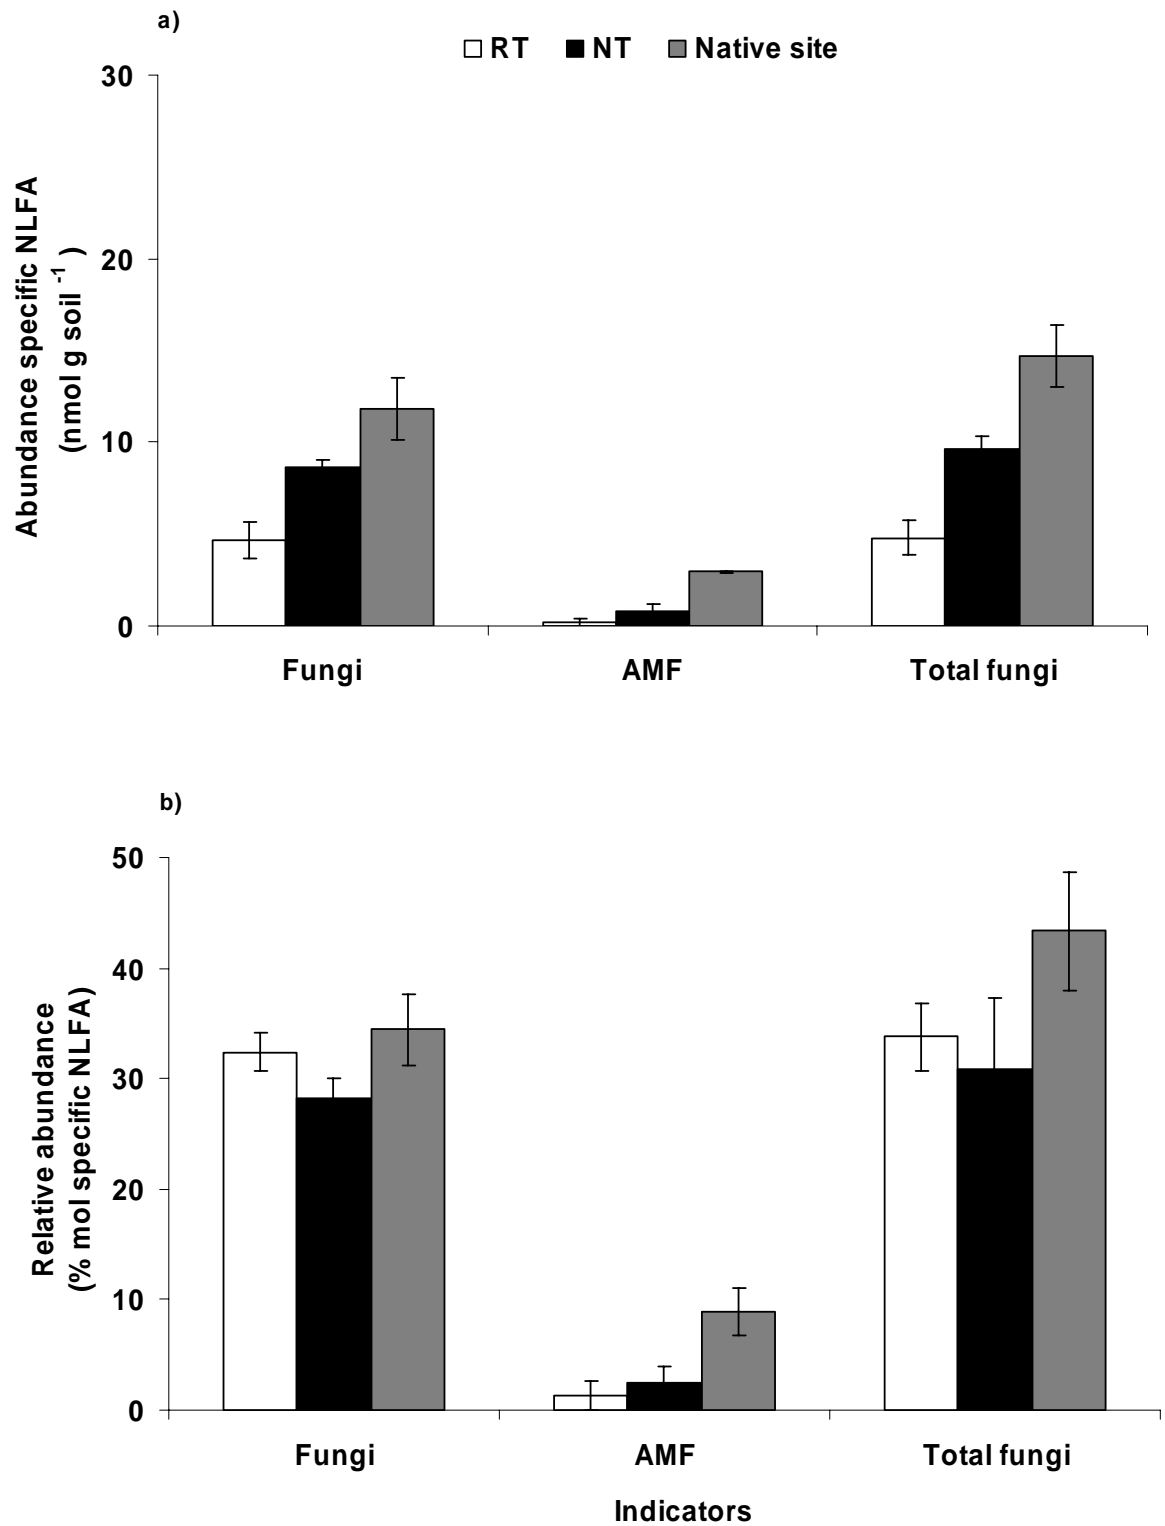 a)
RT NT Native site
30
20
10
0
Abundance specific NLFA
(nmol g soil -1 )
Fungi AMF Total fungi
b)
50
40
30
20
10
0
Relative abundance
(% mol specific NLFA)
Fungi AMF Total fungi
Indicators